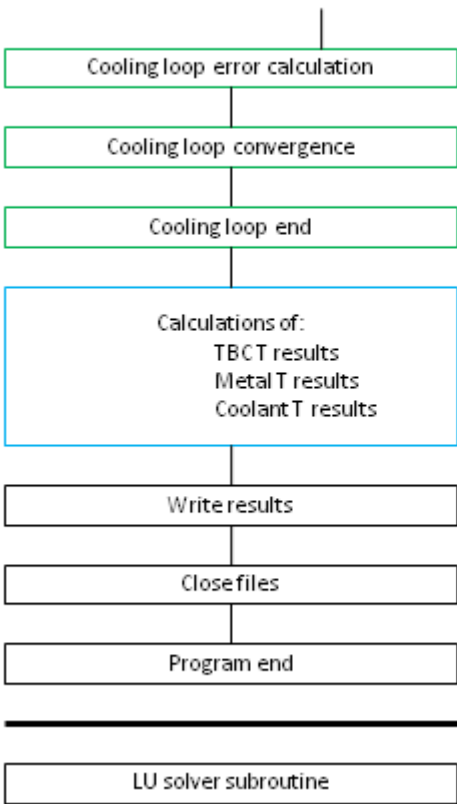 Cooling loop error calculation
Cooling loop convergence
Cooling loop end
Calculations of:
TBC T results
Metal T results
Coolant T results
Write results
Close files
Program end
LU solver subroutine